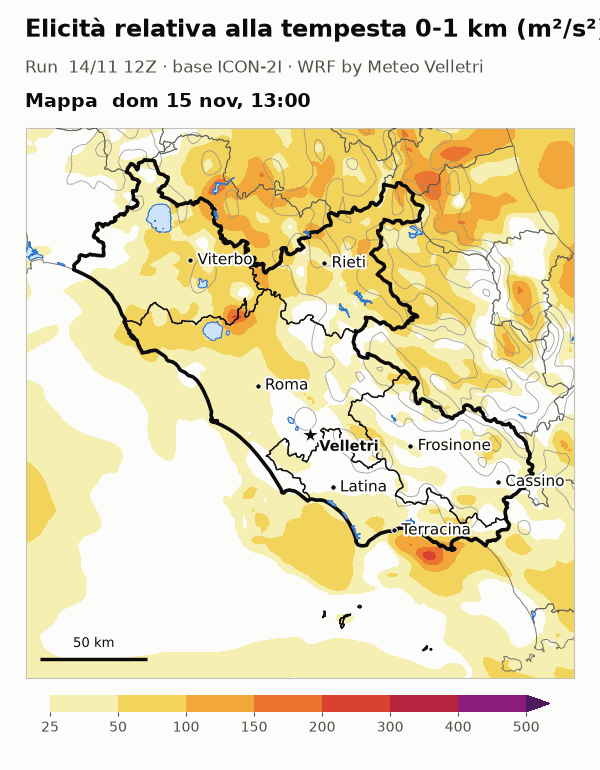 Elicità relativa alla tempesta 0-1 km (m²/s²)
Run 14/11 12Z · base ICON-2I · WRF by Meteo Velletri
Mappa dom 15 nov, 13:00
Viterbo
Rieti
Roma
Velletri
Frosinone
Latina
Cassino
Terracina
50 km
25 50 100 150 200 300 400 500